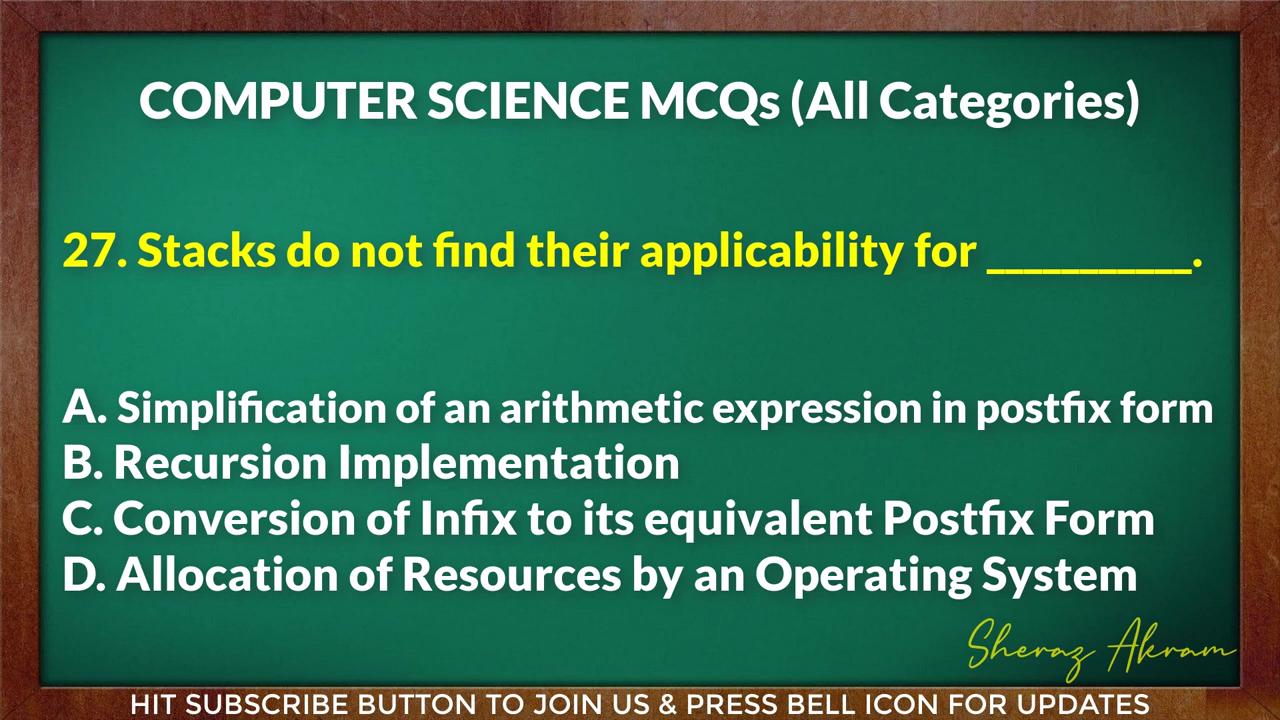 COMPUTER SCIENCE MCQs (All Categories)
27. Stacks do not find their applicability for ___________.
A. Simplification of an arithmetic expression in postfix form
B. Recursion Implementation
C. Conversion of Infix to its equivalent Postfix Form
D. Allocation of Resources by an Operating System
Sheraz Akram
HIT SUBSCRIBE BUTTON TO JOIN US & PRESS BELL ICON FOR UPDATES